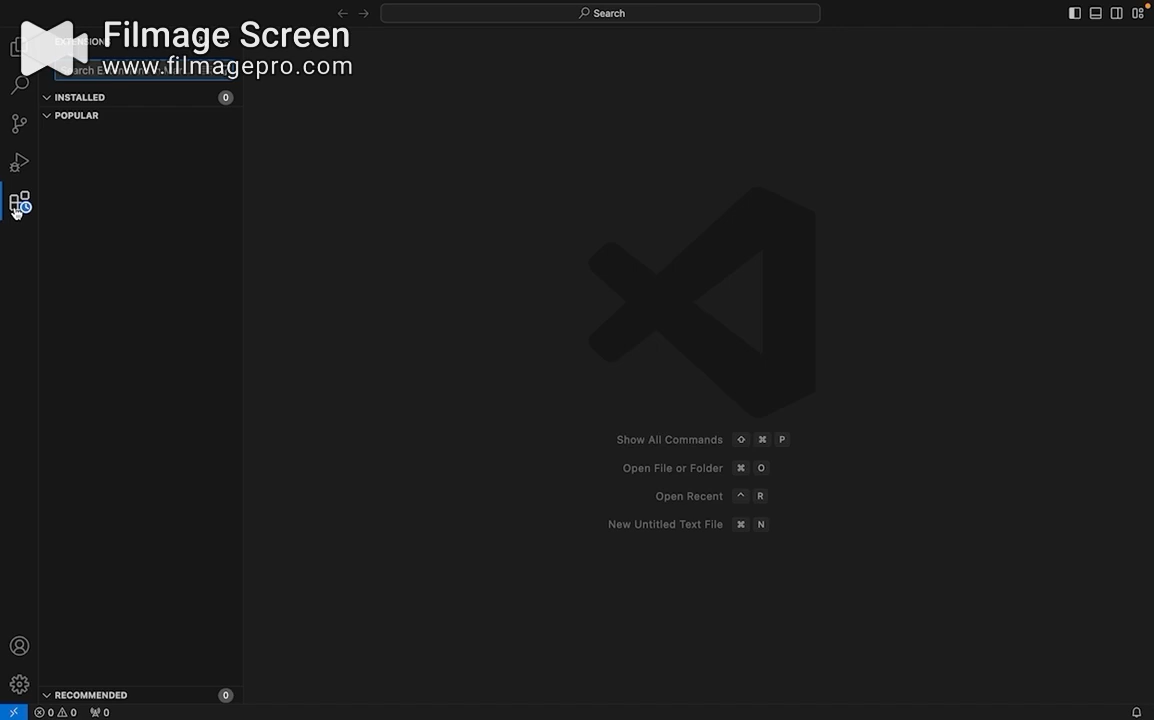 Search
Filmage Screen
www.filmagepro.com
EXTENSIONS
INSTALLED 0
POPULAR
Show All Commands ⇧ ⌘ P
Open File or Folder ⌘ O
Open Recent ^ R
New Untitled Text File ⌘ N
RECOMMENDED 0
0 0 0